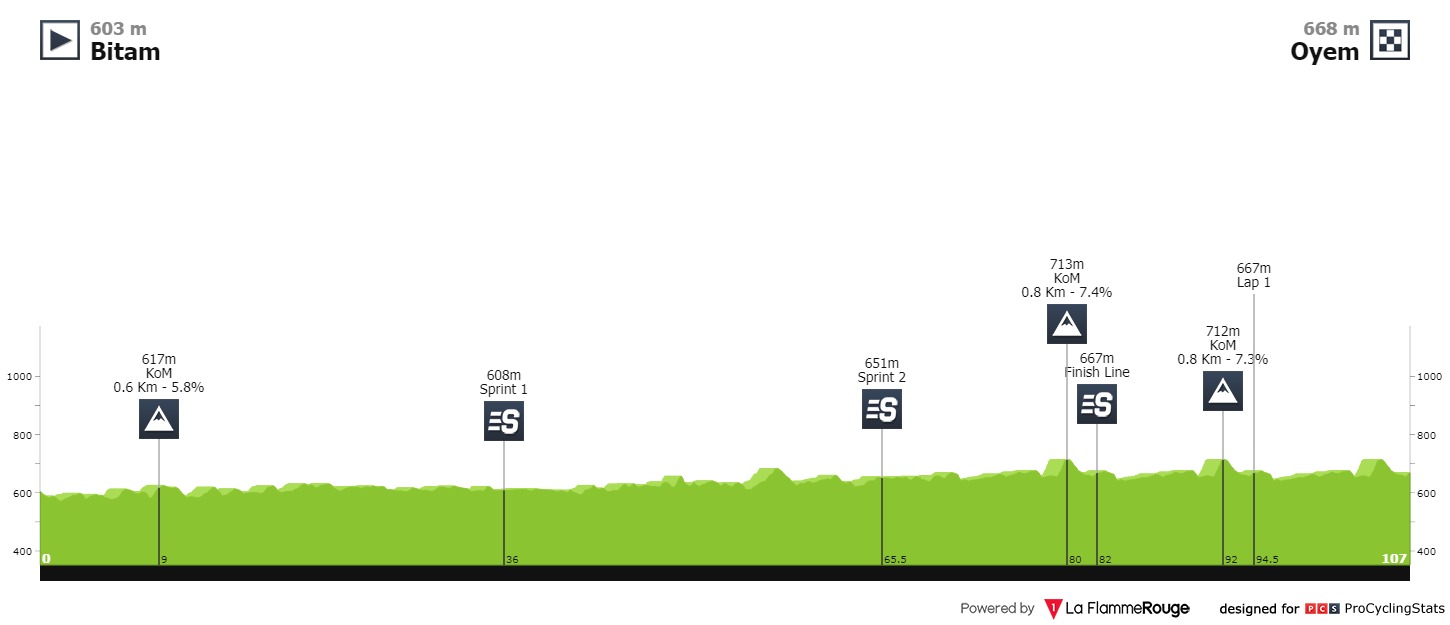 603 m
Bitam
668 m
Oyem
713m
KoM
0.8 Km - 7.4%
667m
Lap 1
712m
KoM
0.8 Km - 7.3%
617m
KoM
0.6 Km - 5.8%
608m
Sprint 1
651m
Sprint 2
667m
Finish Line
S
S
S
1000
800
600
400
1000
800
600
400
0
9
36
65.5
80
82
92
94.5
107
Powered by 1 La FlammeRouge designed for PCS ProCyclingStats